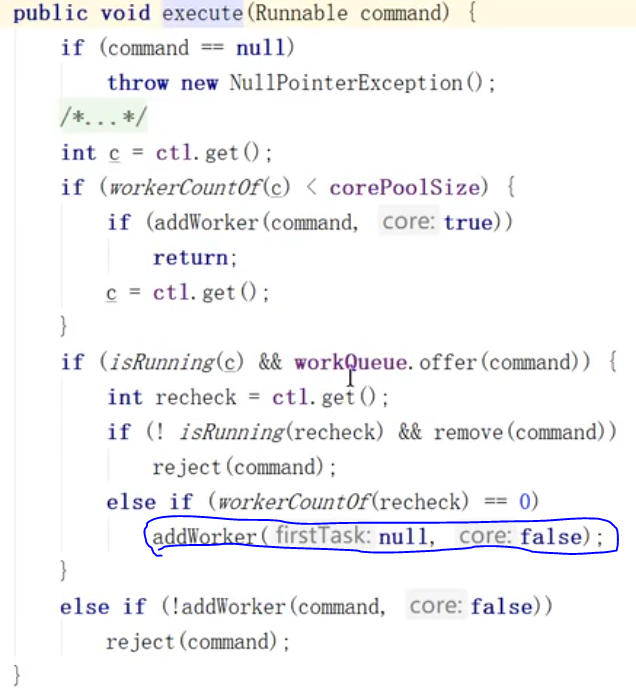 public void execute(Runnable command) {
if (command == null)
throw new NullPointerException();
/*...*/
int c = ctl.get();
if (workerCountOf(c) < corePoolSize) {
if (addWorker(command, core: true))
return;
c = ctl.get();
}
if (isRunning(c) && workQueue.offer(command)) {
int recheck = ctl.get();
if (! isRunning(recheck) && remove(command))
reject(command);
else if (workerCountOf(recheck) == 0)
addWorker( firstTask: null, core: false);
}
else if (!addWorker(command, core: false))
reject(command);
}